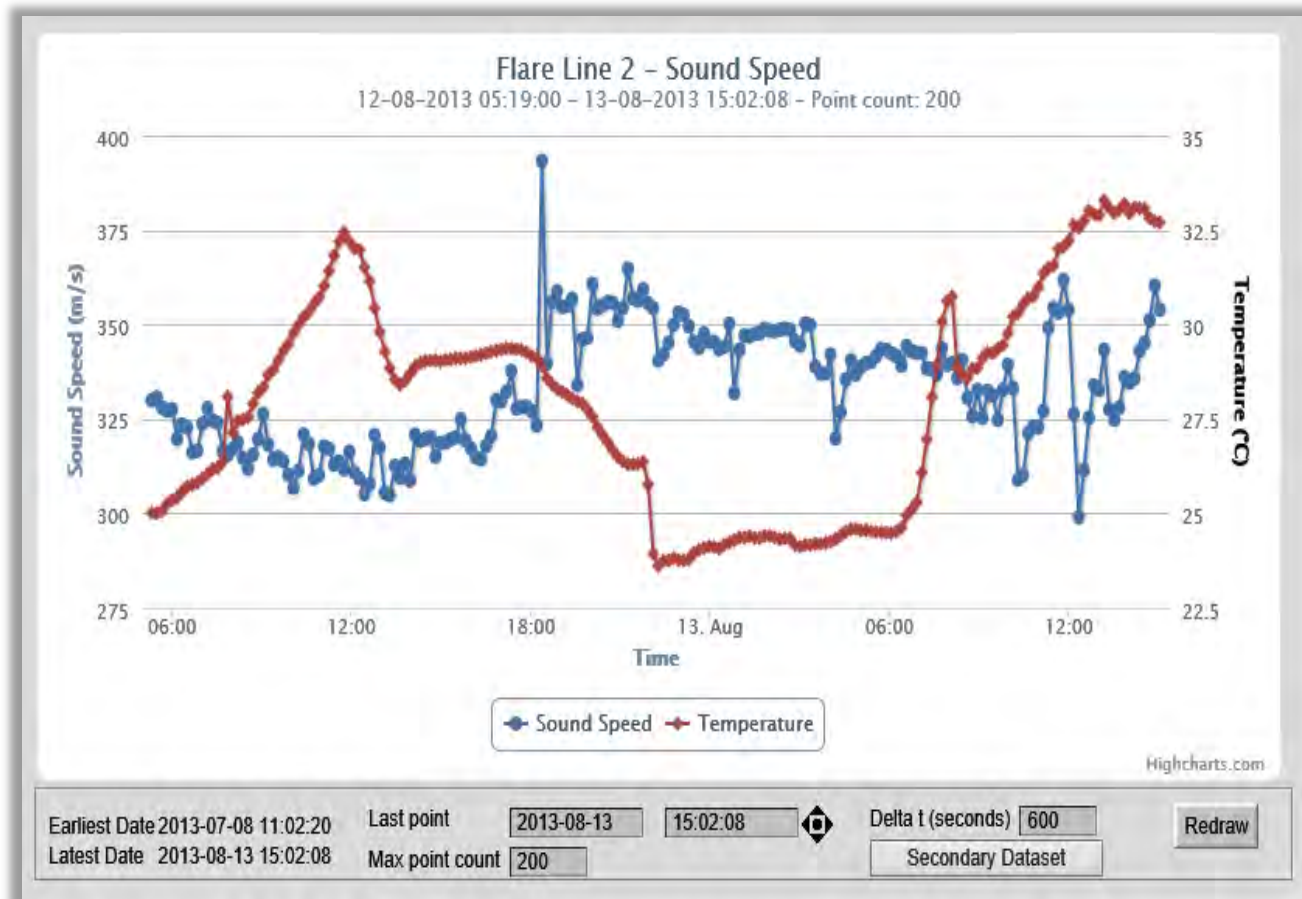 Flare Line 2 – Sound Speed
12-08-2013 05:19:00 – 13-08-2013 15:02:08 – Point count: 200
400
375
350
325
300
275
Sound Speed (m/s)
35
32.5
30
27.5
25
22.5
Temperature (°C)
06:00 12:00 18:00 13. Aug 06:00 12:00
Time
Sound Speed Temperature
Highcharts.com
Earliest Date 2013-07-08 11:02:20 Last point 2013-08-13 15:02:08 Delta t (seconds) 600 Redraw
Latest Date 2013-08-13 15:02:08 Max point count 200 Secondary Dataset